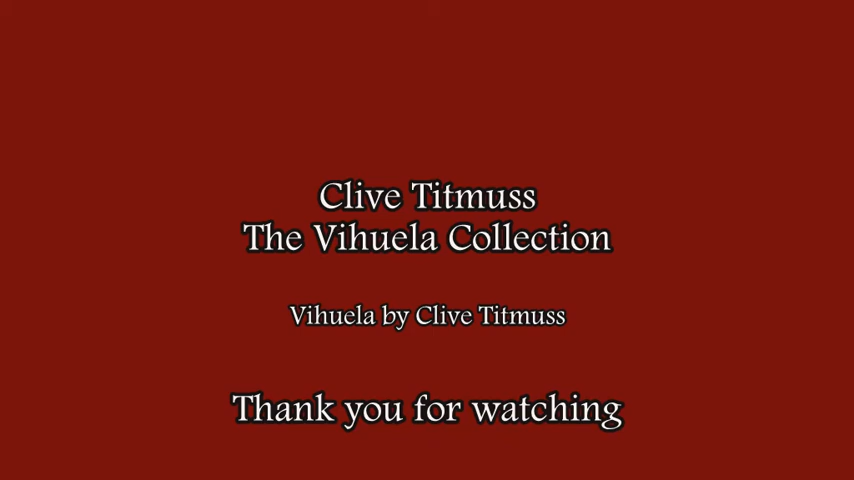 Clive Titmuss
The Vihuela Collection
Vihuela by Clive Titmuss
Thank you for watching